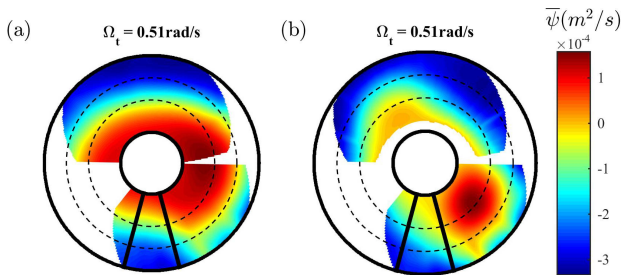 (a)
Ω_t = 0.51rad/s
(b)
Ω_t = 0.51rad/s
ψ̅(m²/s)
×10⁻⁴
1
0
-1
-2
-3